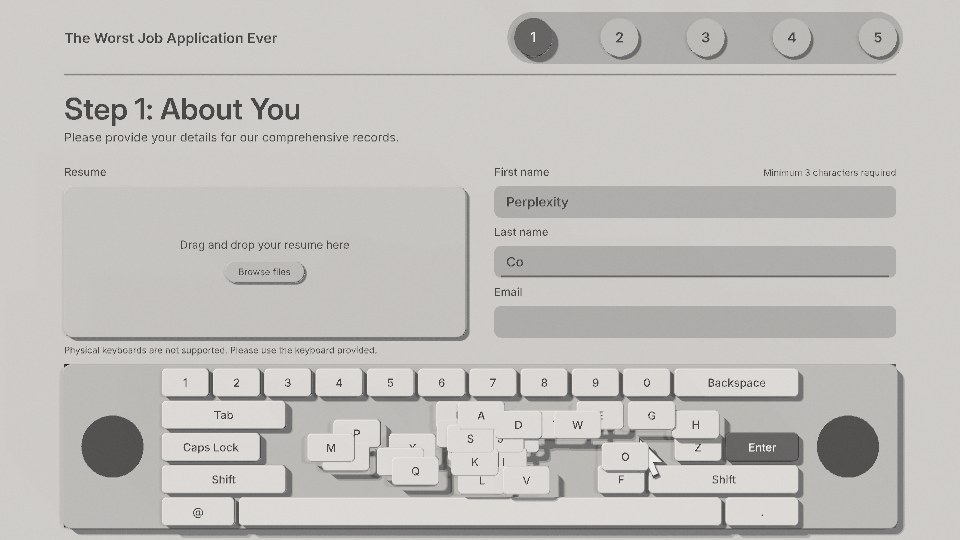 The Worst Job Application Ever
1 2 3 4 5
Step 1: About You
Please provide your details for our comprehensive records.
Resume
Drag and drop your resume here
Browse files
First name
Minimum 3 characters required
Perplexity
Last name
Co
Email
Physical keyboards are not supported. Please use the keyboard provided.
1 2 3 4 5 6 7 8 9 0 Backspace
Tab A D W E G H
Caps Lock M P S O Z Enter
Shift Q K L V F Shift
@ .